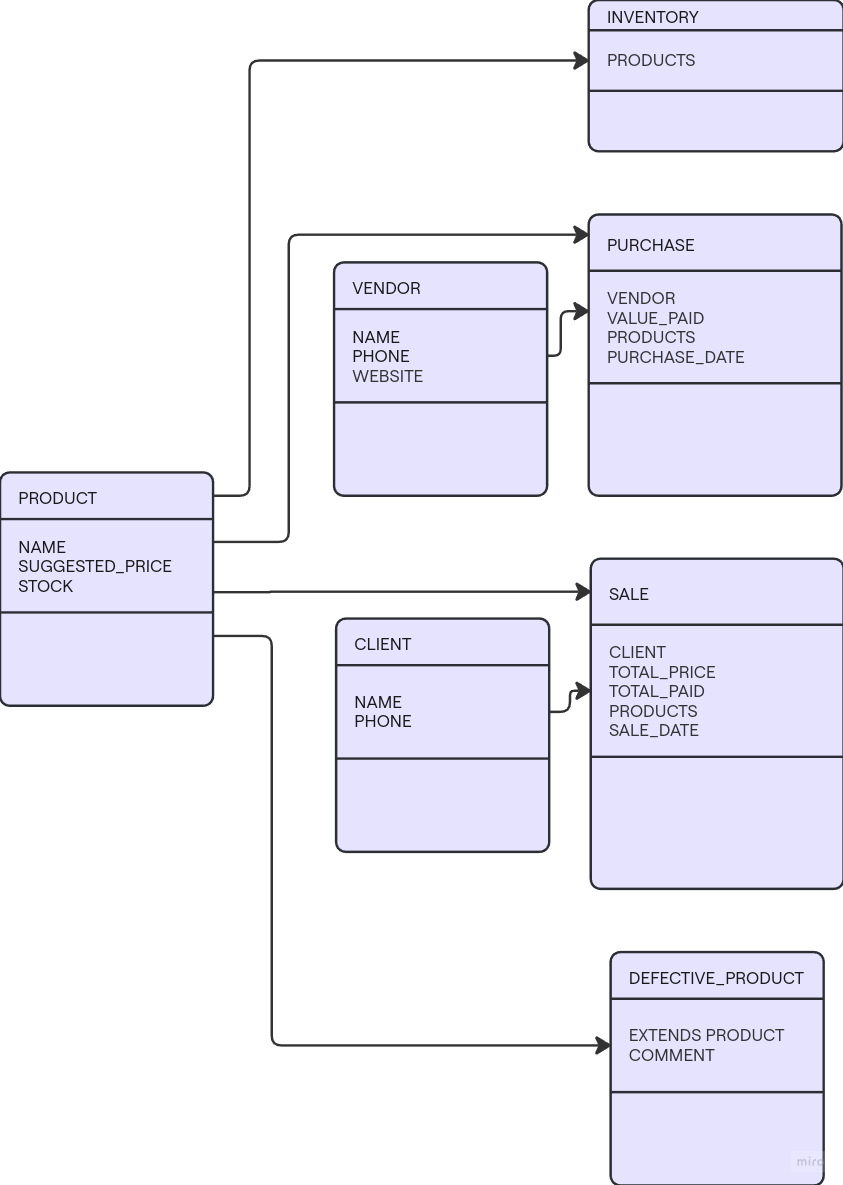 INVENTORY
PRODUCTS
PURCHASE
VENDOR
VALUE_PAID
PRODUCTS
PURCHASE_DATE
VENDOR
NAME
PHONE
WEBSITE
PRODUCT
NAME
SUGGESTED_PRICE
STOCK
SALE
CLIENT
TOTAL_PRICE
TOTAL_PAID
PRODUCTS
SALE_DATE
CLIENT
NAME
PHONE
DEFECTIVE_PRODUCT
EXTENDS PRODUCT
COMMENT
miro